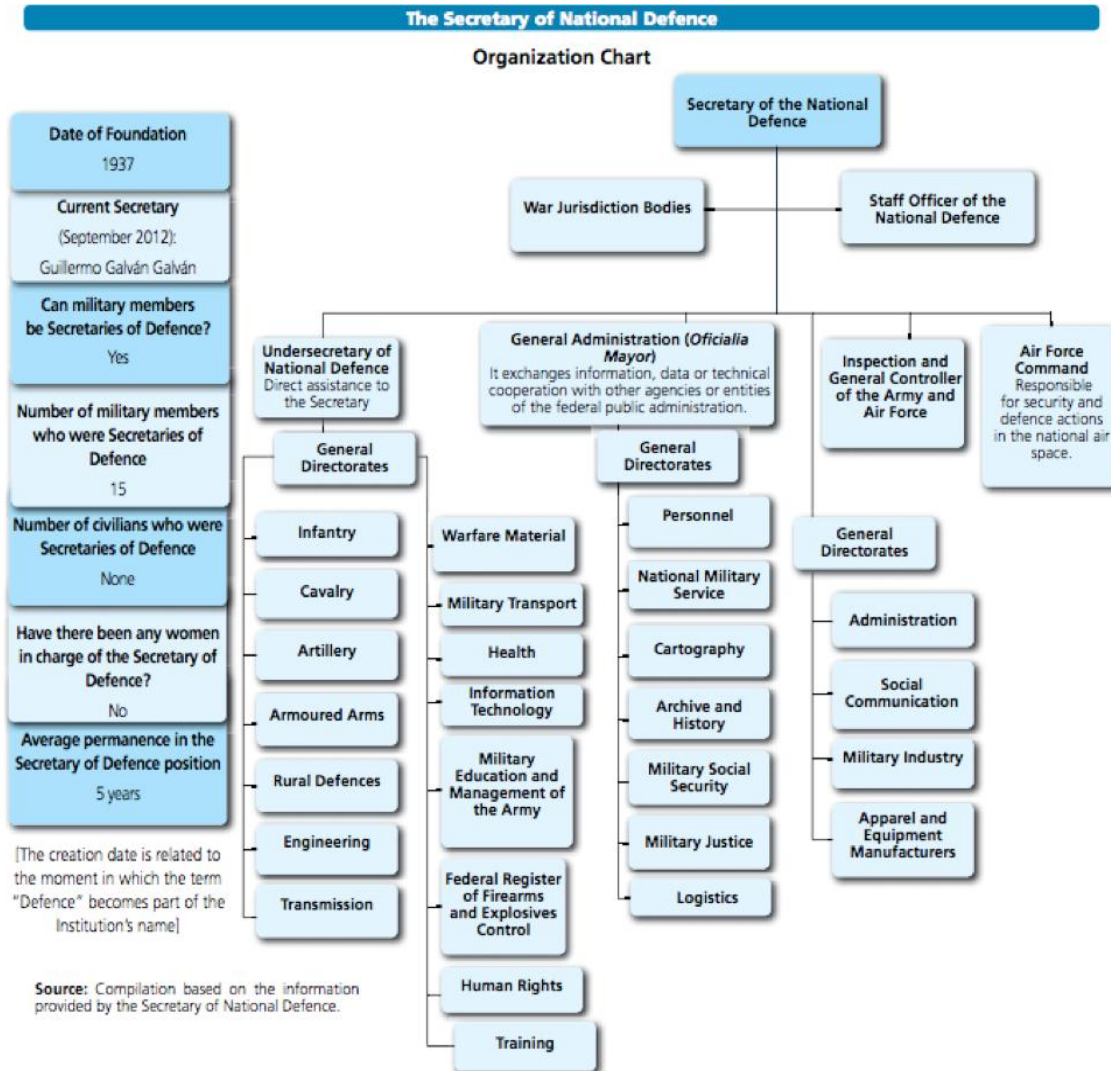 The Secretary of National Defence
Organization Chart
Date of Foundation
1937
Current Secretary
(September 2012):
Guillermo Galván Galván
Can military members
be Secretaries of Defence?
Yes
Number of military members
who were Secretaries of
Defence
15
Number of civilians who were
Secretaries of Defence
None
Have there been any women
in charge of the Secretary of
Defence?
No
Average permanence in the
Secretary of Defence position
5 years
[The creation date is related to
the moment in which the term
"Defence" becomes part of the
Institution's name]
Source: Compilation based on the information
provided by the Secretary of National Defence.
Secretary of the National
Defence
War Jurisdiction Bodies
Staff Officer of the
National Defence
Undersecretary of
National Defence
Direct assistance to
the Secretary
General
Directorates
Infantry
Cavalry
Artillery
Armoured Arms
Rural Defences
Engineering
Transmission
Warfare Material
Military Transport
Health
Information
Technology
Military
Education and
Management of
the Army
Federal Register
of Firearms
and Explosives
Control
Human Rights
Training
General Administration (Oficialia
Mayor)
It exchanges information, data or technical
cooperation with other agencies or entities
of the federal public administration.
General
Directorates
Personnel
National Military
Service
Cartography
Archive and
History
Military Social
Security
Military Justice
Logistics
General
Directorates
Administration
Social
Communication
Military Industry
Apparel and
Equipment
Manufacturers
Inspection and
General Controller
of the Army and
Air Force
Air Force
Command
Responsible
for security and
defence actions
in the national air
space.